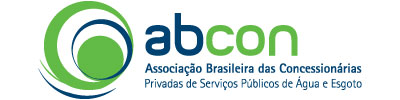 abcon
Associação Brasileira das Concessionárias
Privadas de Serviços Públicos de Água e Esgoto